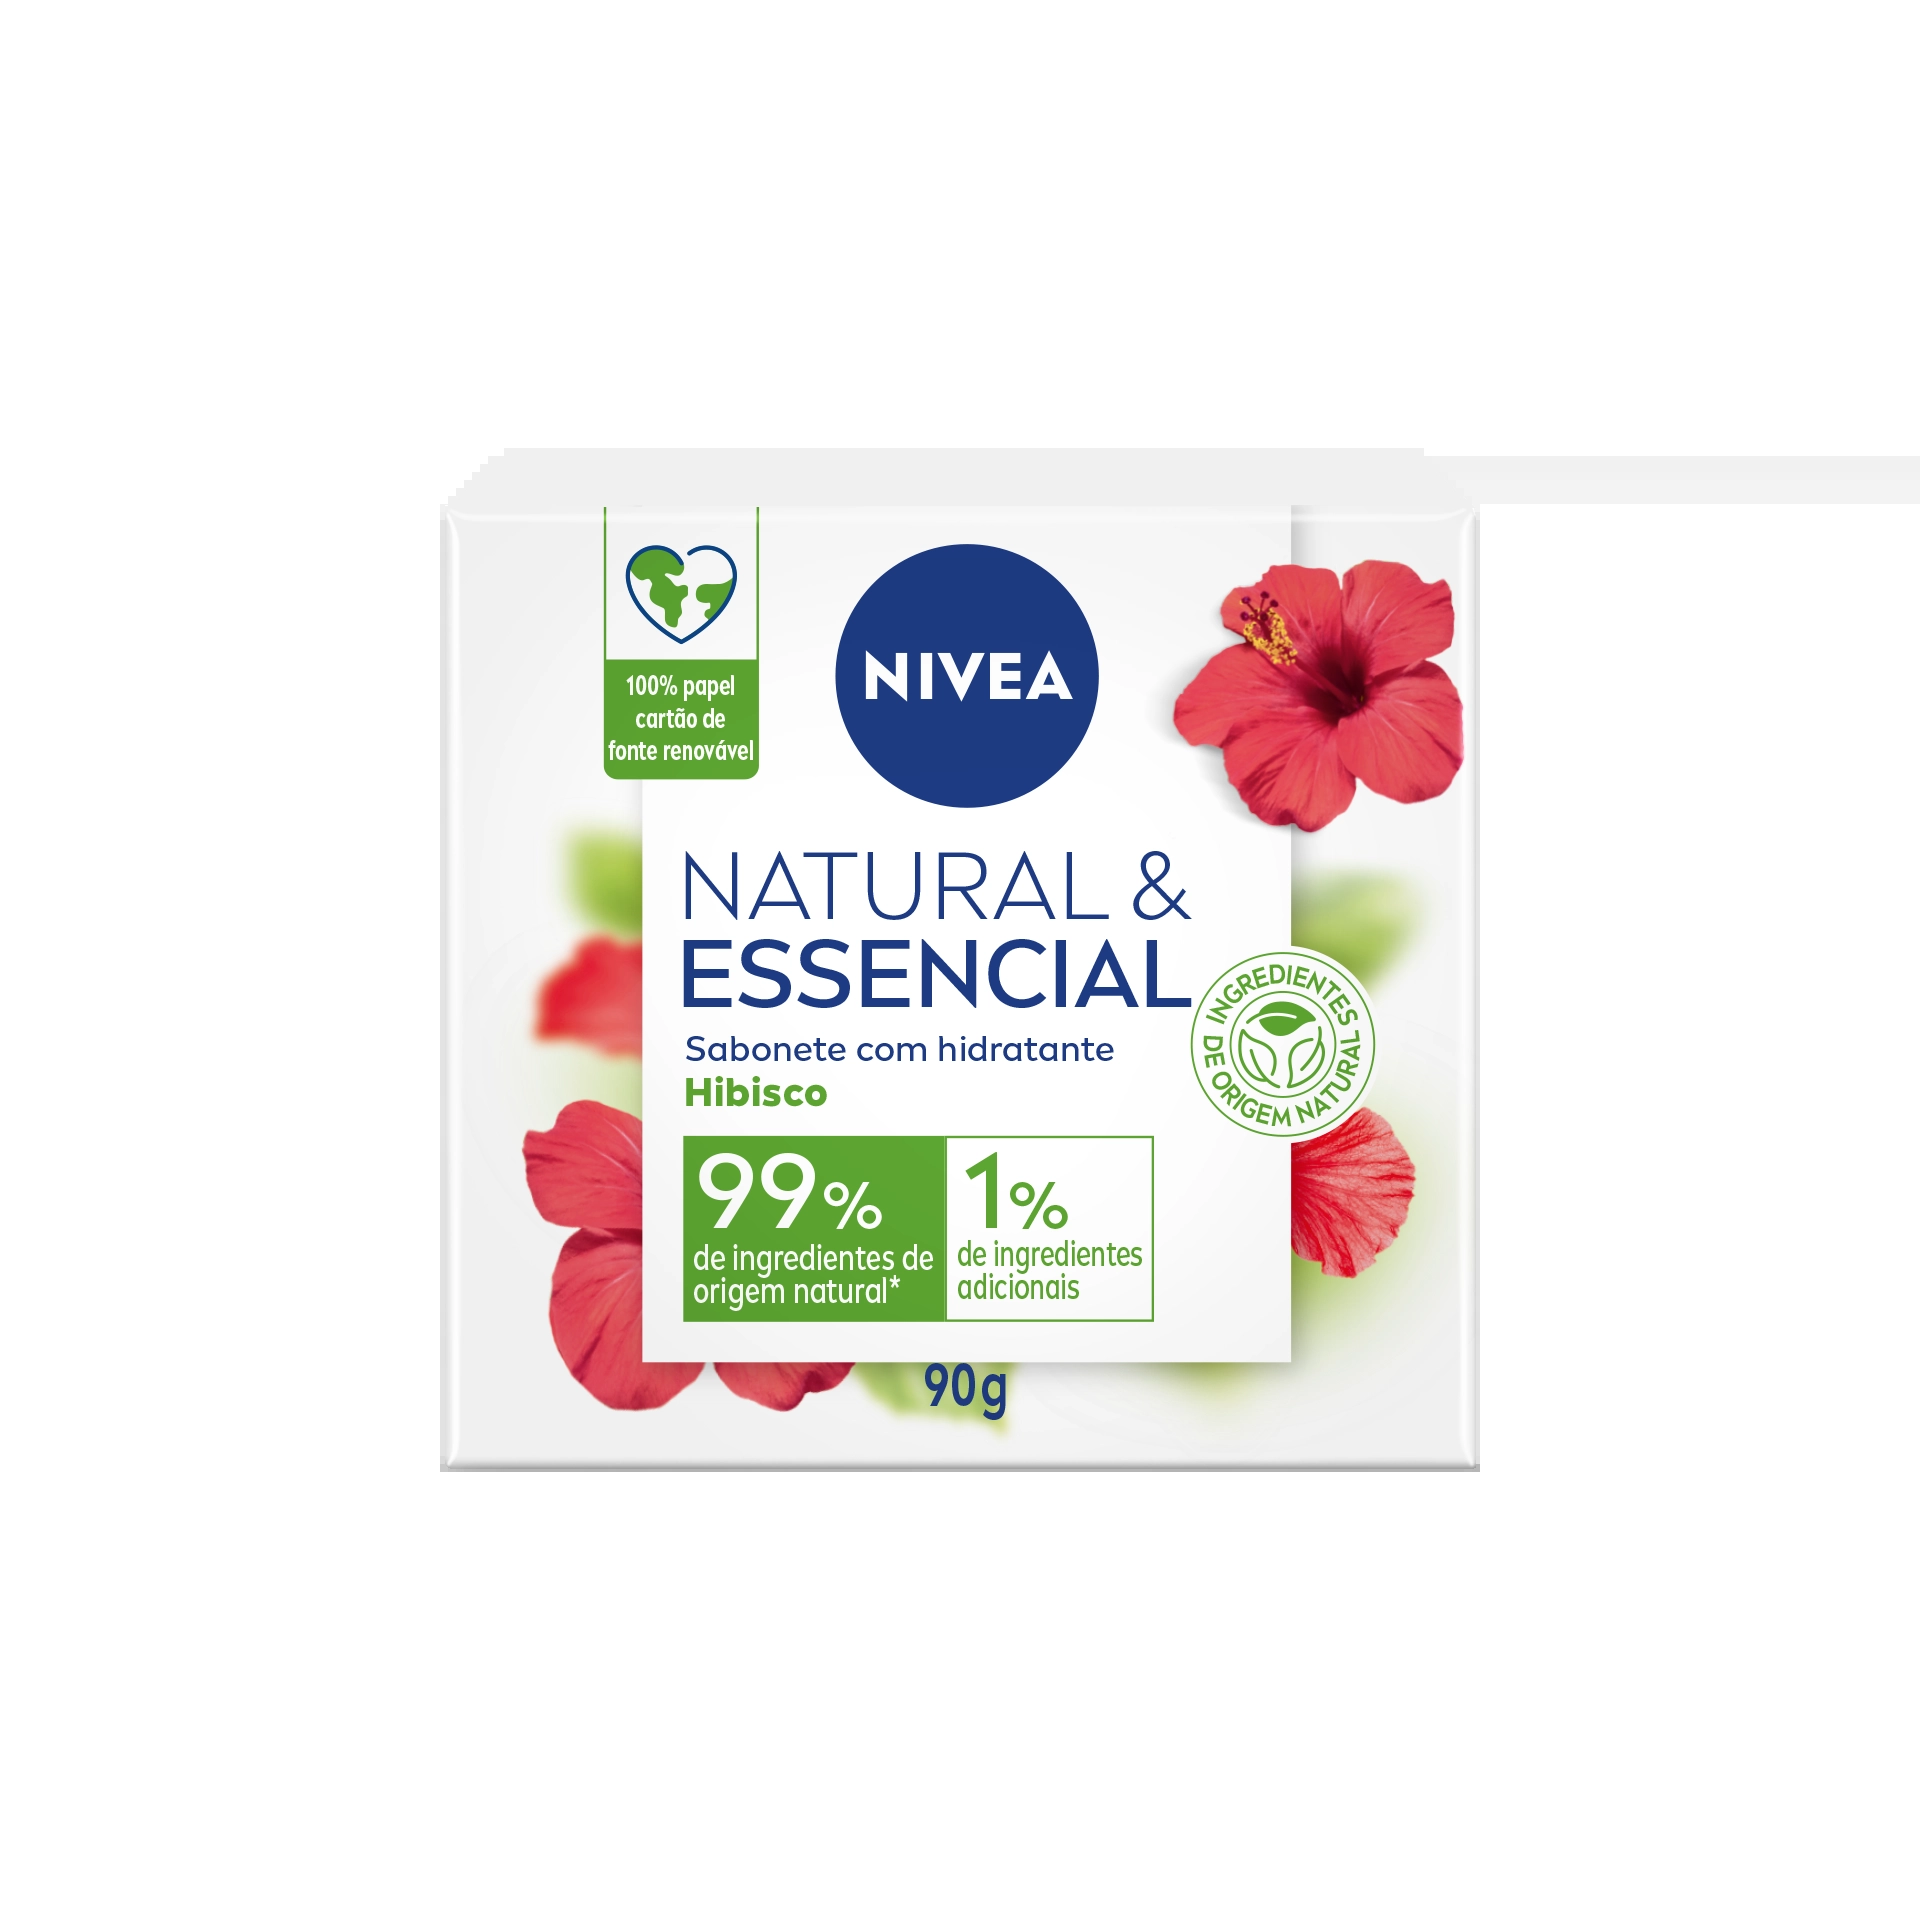 100% papel
cartão de
fonte renovável
NIVEA
NATURAL &
ESSENCIAL
Sabonete com hidratante
Hibisco
INGREDIENTES
DE ORIGEM NATURAL
99%
de ingredientes de
origem natural*
1%
de ingredientes
adicionais
90g